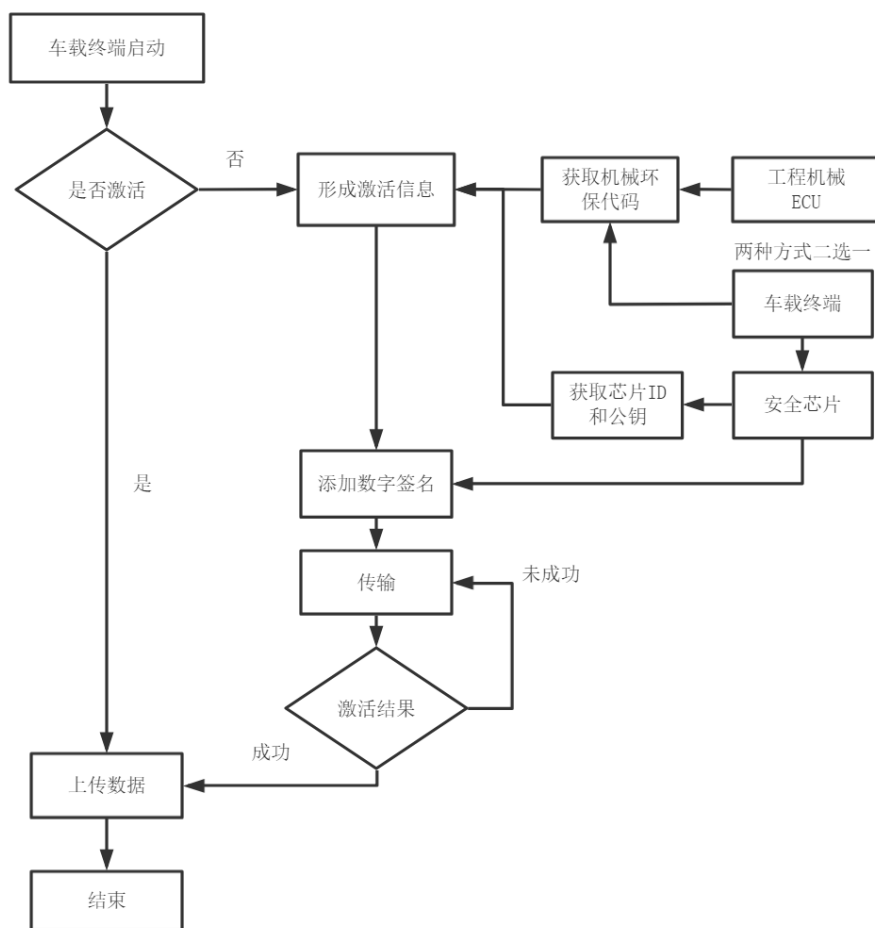 车载终端启动
是否激活
否
形成激活信息
获取机械环
保代码
工程机械
ECU
两种方式二选一
车载终端
获取芯片ID
和公钥
安全芯片
是
添加数字签名
传输
未成功
激活结果
成功
上传数据
结束